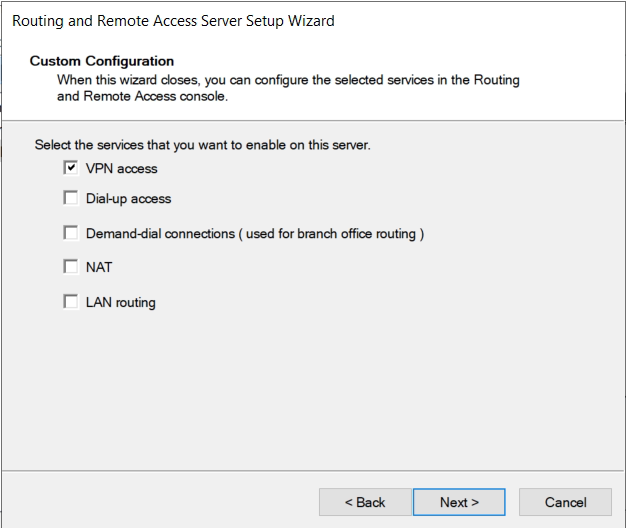 Routing and Remote Access Server Setup Wizard
Custom Configuration
When this wizard closes, you can configure the selected services in the Routing
and Remote Access console.
Select the services that you want to enable on this server.
VPN access
Dial-up access
Demand-dial connections ( used for branch office routing )
NAT
LAN routing
< Back
Next >
Cancel